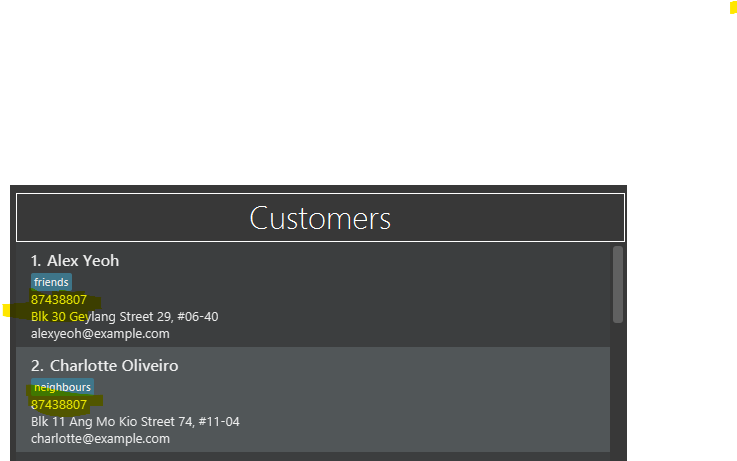 Customers
1. Alex Yeoh
friends
87438807
Blk 30 Geylang Street 29, #06-40
alexyeoh@example.com
2. Charlotte Oliveiro
neighbours
87438807
Blk 11 Ang Mo Kio Street 74, #11-04
charlotte@example.com